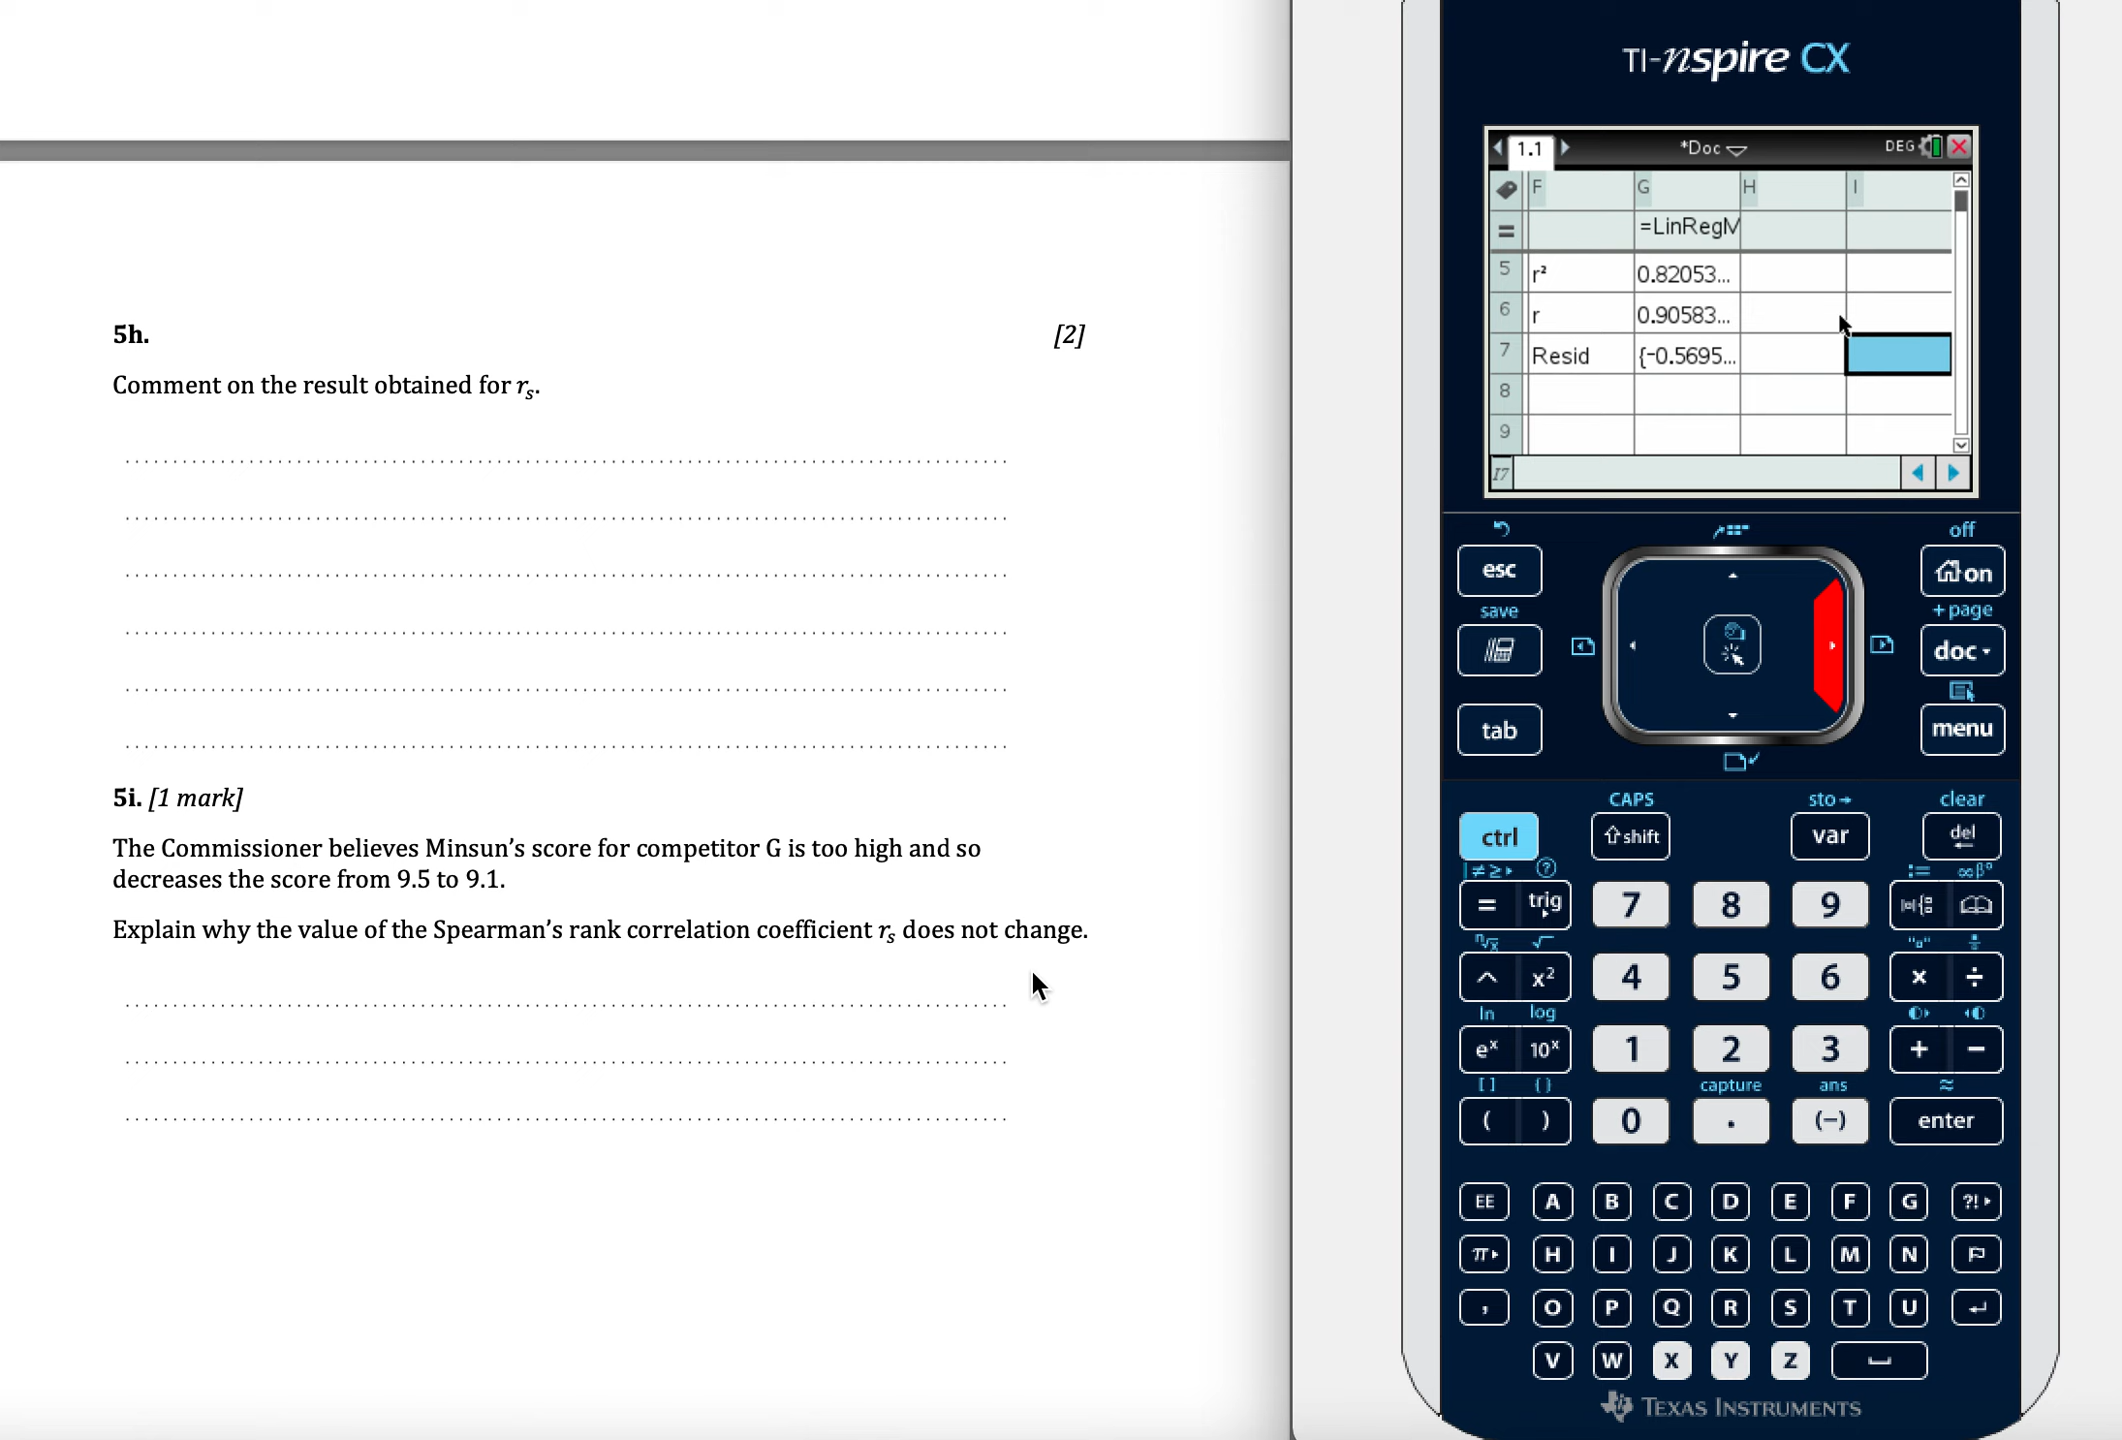 5h. [2]
Comment on the result obtained for rₛ.
5i. [1 mark]
The Commissioner believes Minsun’s score for competitor G is too high and so
decreases the score from 9.5 to 9.1.
Explain why the value of the Spearman’s rank correlation coefficient rₛ does not change.
TI-nspire CX
1.1 *Doc DEG
F G H I
= =LinRegM
5 r² 0.82053...
6 r 0.90583...
7 Resid {-0.5695...
8
9
I7
off
esc on
save + page
doc
tab menu
CAPS sto→ clear
ctrl ⇧shift var del
|≠≥▸ ? := ∞β°
= trig 7 8 9
ⁿ√x √ "□"
^ x² 4 5 6 × ÷
ln log
eˣ 10ˣ 1 2 3 + −
[ ] { } capture ans ≈
( ) 0 . (−) enter
EE A B C D E F G ?!▸
π▸ H I J K L M N
, O P Q R S T U ↵
V W X Y Z
TEXAS INSTRUMENTS